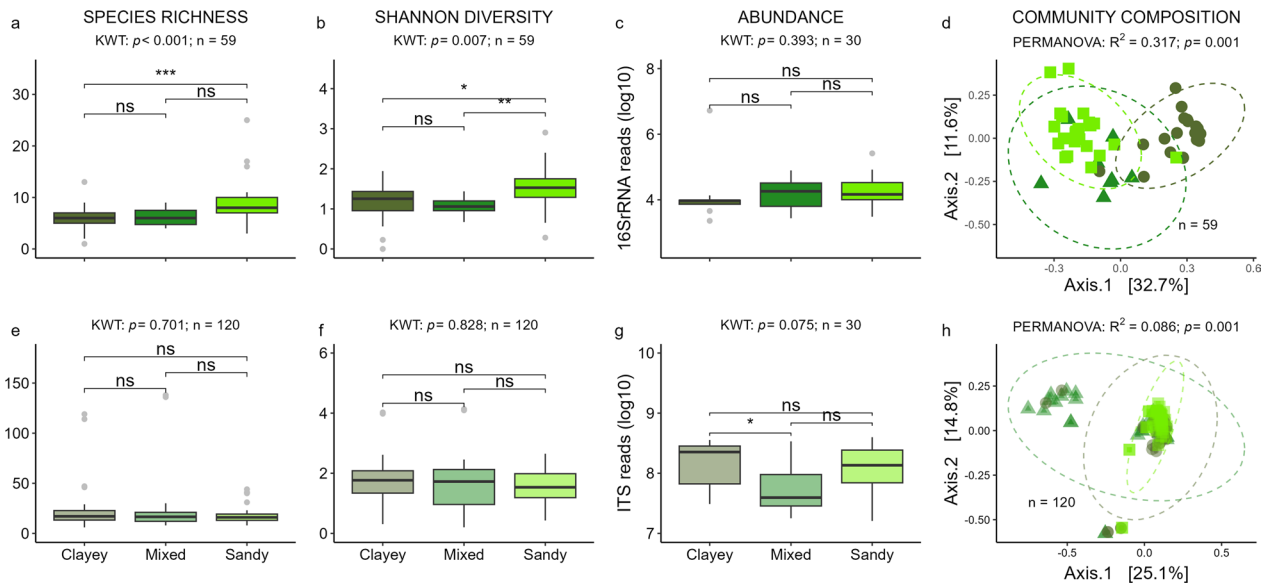 a SPECIES RICHNESS b SHANNON DIVERSITY c ABUNDANCE d COMMUNITY COMPOSITION
KWT: p< 0.001; n = 59 KWT: p= 0.007; n = 59 KWT: p= 0.393; n = 30 PERMANOVA: R² = 0.317; p= 0.001
*** ns ns
30
20
10
0
* ** ns
4
3
2
1
0
16SrRNA reads (log10)
ns ns ns
8
6
4
Axis.2 [11.6%]
0.25
0.00
-0.25
-0.50
n = 59
-0.3 0.0 0.3 0.6
Axis.1 [32.7%]
e KWT: p= 0.701; n = 120 f KWT: p= 0.828; n = 120 g KWT: p= 0.075; n = 30 h PERMANOVA: R² = 0.086; p= 0.001
ns ns ns
150
100
50
0
Clayey Mixed Sandy
ns ns ns
6
4
2
0
Clayey Mixed Sandy
ITS reads (log10)
ns * ns
10
9
8
7
Clayey Mixed Sandy
Axis.2 [14.8%]
0.25
0.00
-0.25
-0.50
n = 120
-0.5 0.0 0.5
Axis.1 [25.1%]